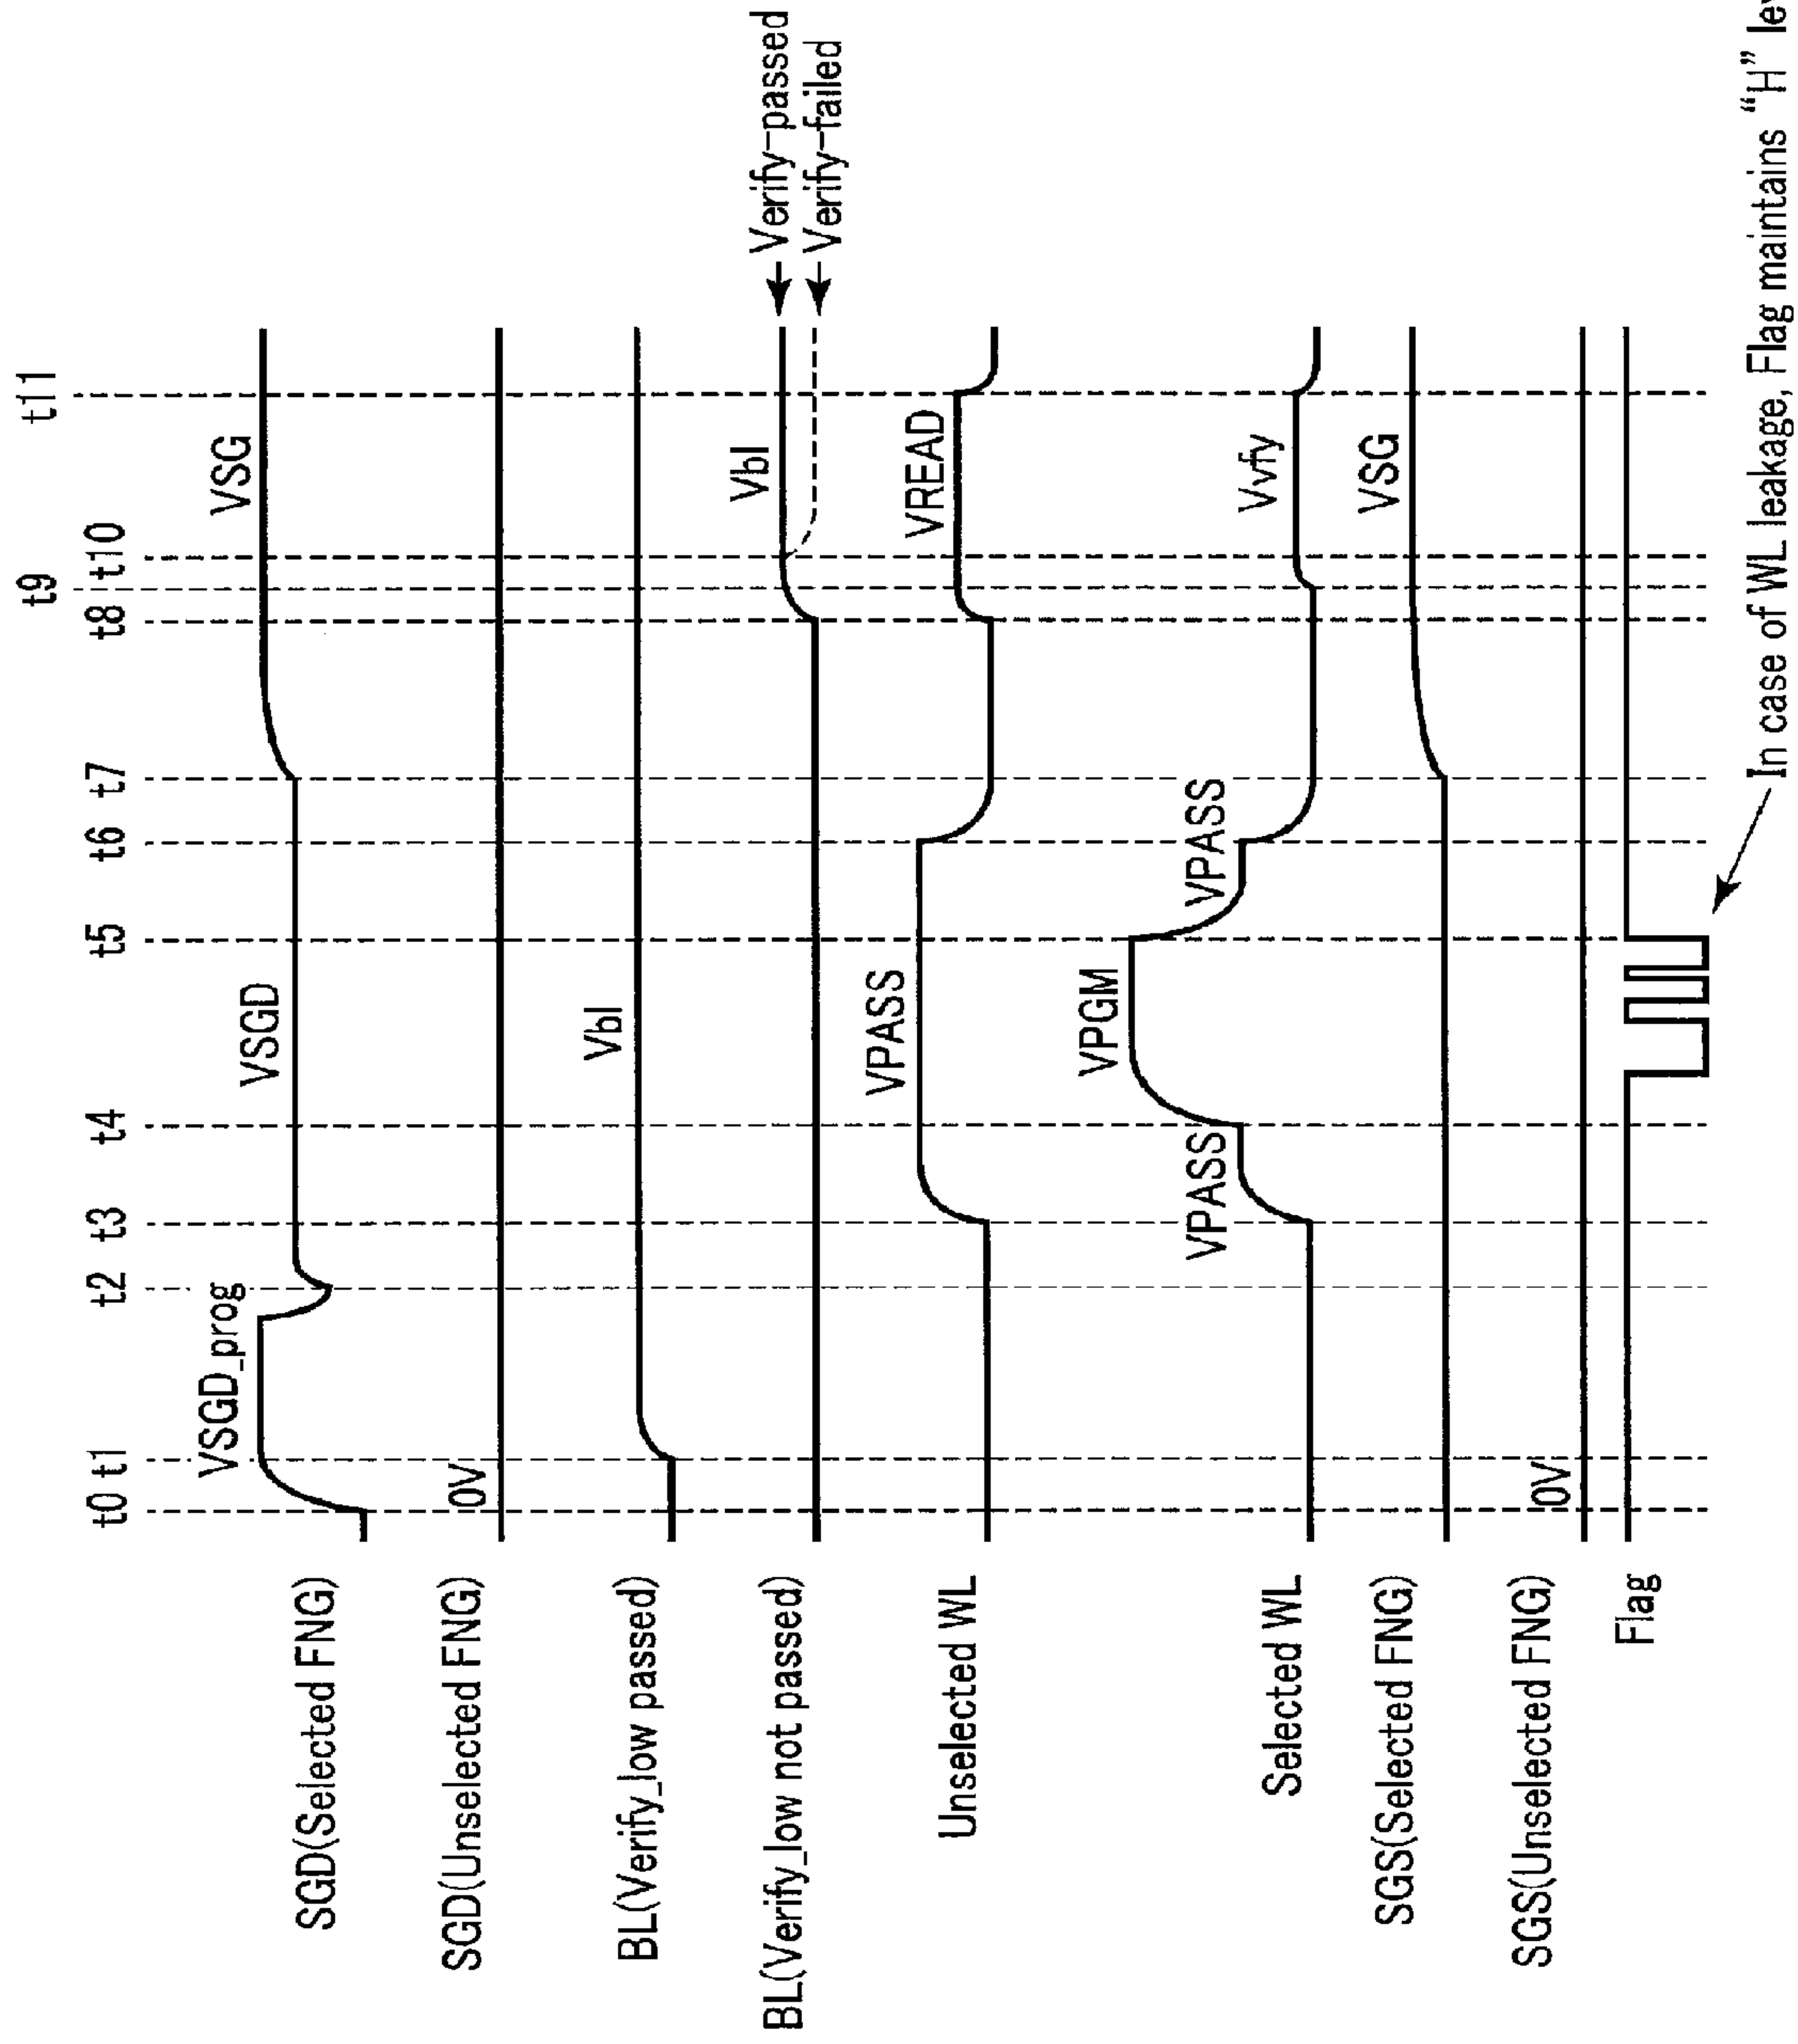 t0 t1 t2 t3 t4 t5 t6 t7 t8 t9 t10 t11
SGD(Selected FNG)
VSGD_prog
VSGD
VSG
SGD(Unselected FNG)
0V
BL(Verify_low passed)
Vbl
BL(Verify_low not passed)
Vbl
Verify-passed
Verify-failed
Unselected WL
VPASS
VREAD
Selected WL
VPASS
VPGM
VPASS
Vvfy
SGS(Selected FNG)
VSG
SGS(Unselected FNG)
0V
Flag
In case of WL leakage, Flag maintains "H"